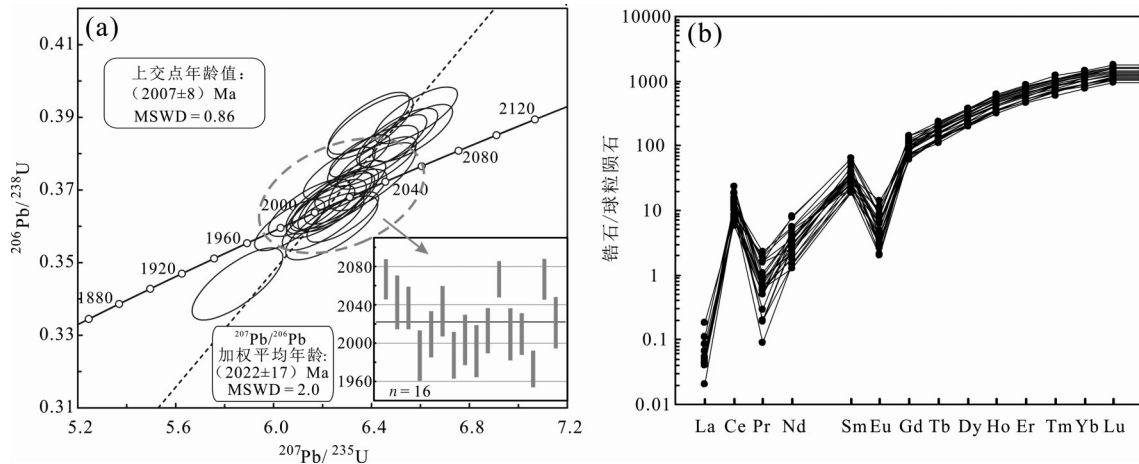 (a)
0.39
0.37
0.35
0.33
0.31
206Pb/238U
5.2
5.6
6.0
6.4
6.8
7.2
207Pb/235U
上交点年龄值：
（2007±8）Ma
MSWD = 0.86
1880
1920
1960
2000
2040
2080
2120
207Pb/206Pb
加权平均年龄:
（2022±17）Ma
MSWD = 2.0
2080
2040
2000
1960
n = 16
(b)
10000
1000
100
10
1
0.1
0.01
锆石/球粒陨石
La Ce Pr Nd Sm Eu Gd Tb Dy Ho Er Tm Yb Lu